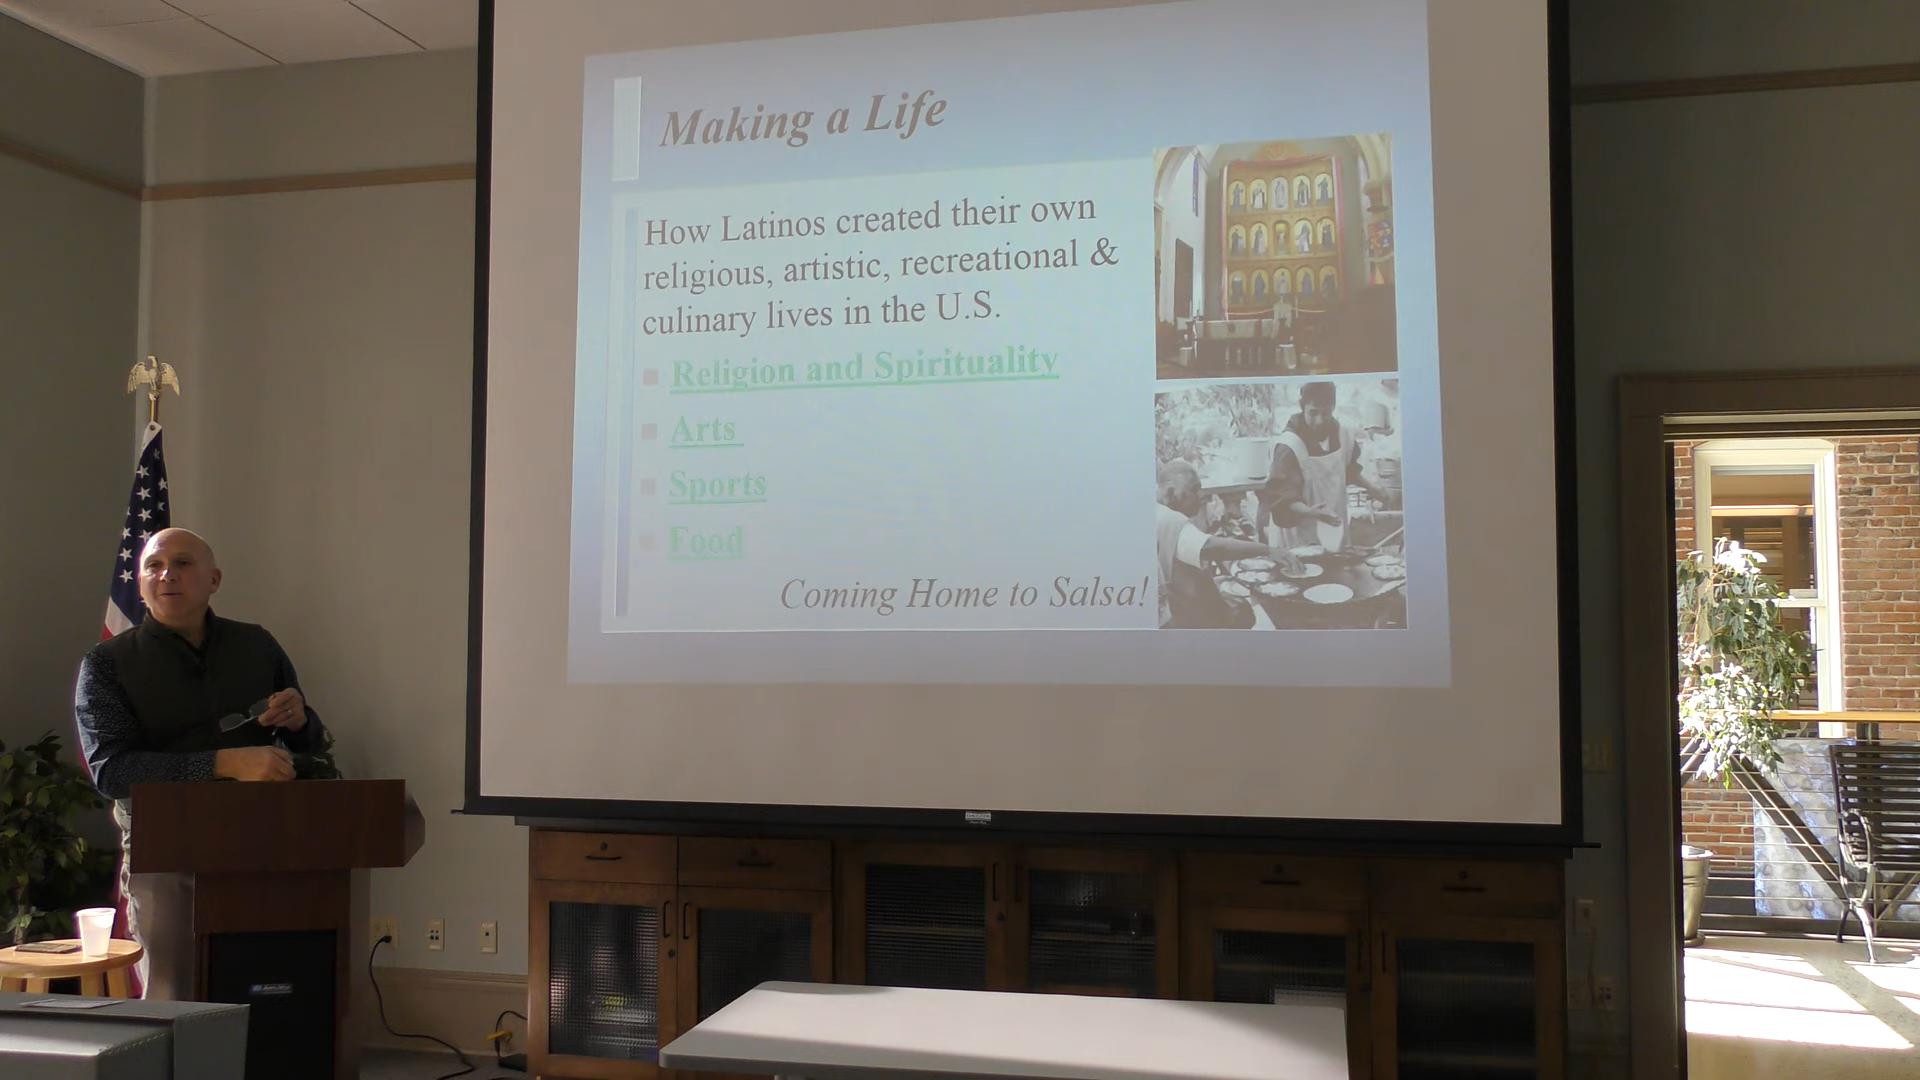 Making a Life
How Latinos created their own
religious, artistic, recreational &
culinary lives in the U.S.
Religion and Spirituality
Arts
Sports
Food
Coming Home to Salsa!